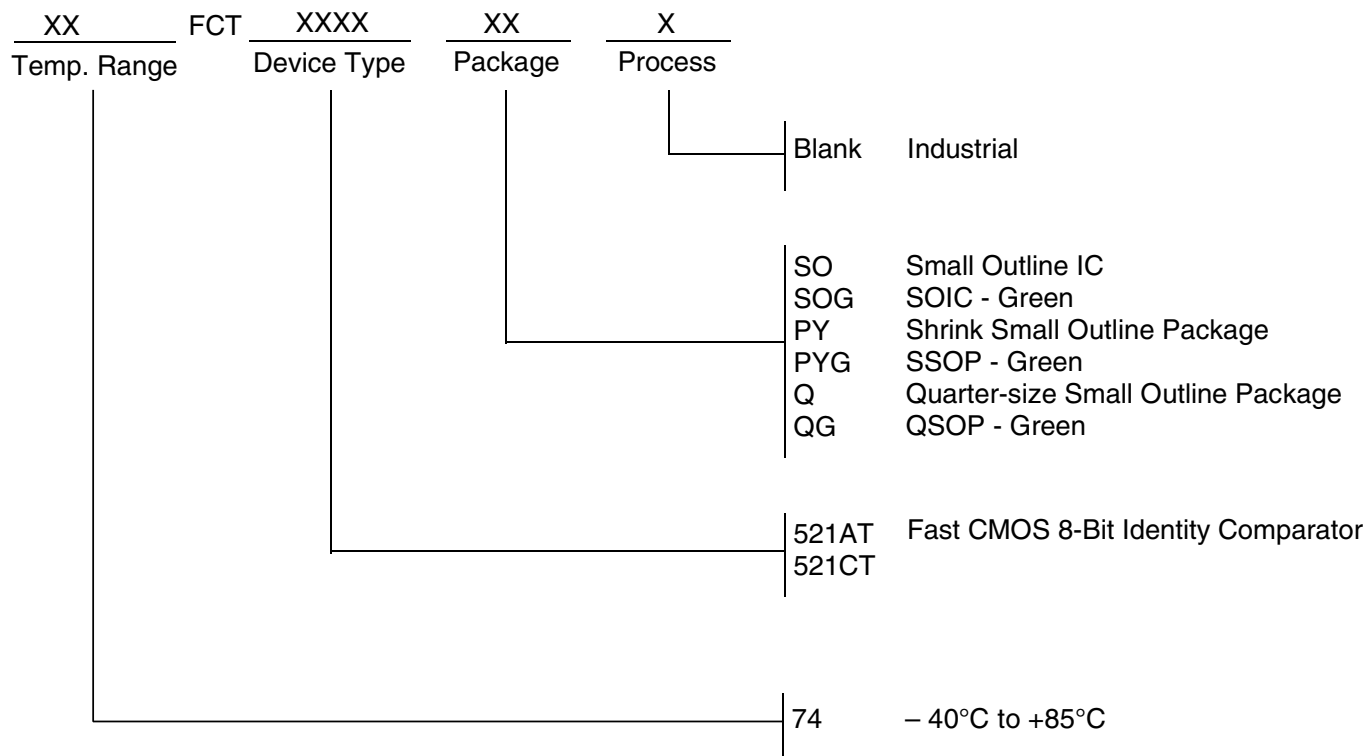 XX FCT XXXX XX X
Temp. Range Device Type Package Process
Blank Industrial
SO Small Outline IC
SOG SOIC - Green
PY Shrink Small Outline Package
PYG SSOP - Green
Q Quarter-size Small Outline Package
QG QSOP - Green
521AT Fast CMOS 8-Bit Identity Comparator
521CT
74 – 40°C to +85°C